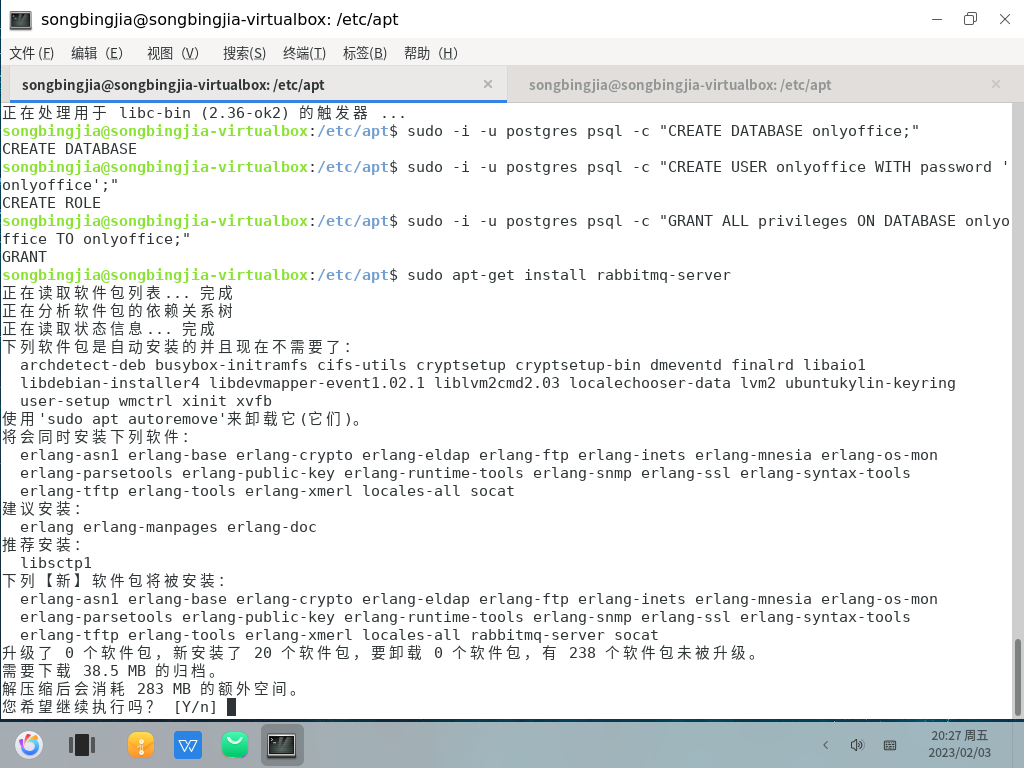 songbingjia@songbingjia-virtualbox: /etc/apt
文件(F) 编辑（E） 视图（V） 搜索(S) 终端(T) 标签(B) 帮助（H）
songbingjia@songbingjia-virtualbox: /etc/apt × songbingjia@songbingjia-virtualbox: /etc/apt ×
正在处理用于 libc-bin (2.36-ok2) 的触发器 ...
songbingjia@songbingjia-virtualbox:/etc/apt$ sudo -i -u postgres psql -c "CREATE DATABASE onlyoffice;"
CREATE DATABASE
songbingjia@songbingjia-virtualbox:/etc/apt$ sudo -i -u postgres psql -c "CREATE USER onlyoffice WITH password '
onlyoffice';"
CREATE ROLE
songbingjia@songbingjia-virtualbox:/etc/apt$ sudo -i -u postgres psql -c "GRANT ALL privileges ON DATABASE onlyo
ffice TO onlyoffice;"
GRANT
songbingjia@songbingjia-virtualbox:/etc/apt$ sudo apt-get install rabbitmq-server
正在读取软件包列表... 完成
正在分析软件包的依赖关系树
正在读取状态信息... 完成
下列软件包是自动安装的并且现在不需要了：
  archdetect-deb busybox-initramfs cifs-utils cryptsetup cryptsetup-bin dmeventd finalrd libaio1
  libdebian-installer4 libdevmapper-event1.02.1 liblvm2cmd2.03 localechooser-data lvm2 ubuntukylin-keyring
  user-setup wmctrl xinit xvfb
使用'sudo apt autoremove'来卸载它(它们)。
将会同时安装下列软件：
  erlang-asn1 erlang-base erlang-crypto erlang-eldap erlang-ftp erlang-inets erlang-mnesia erlang-os-mon
  erlang-parsetools erlang-public-key erlang-runtime-tools erlang-snmp erlang-ssl erlang-syntax-tools
  erlang-tftp erlang-tools erlang-xmerl locales-all socat
建议安装：
  erlang erlang-manpages erlang-doc
推荐安装：
  libsctp1
下列【新】软件包将被安装：
  erlang-asn1 erlang-base erlang-crypto erlang-eldap erlang-ftp erlang-inets erlang-mnesia erlang-os-mon
  erlang-parsetools erlang-public-key erlang-runtime-tools erlang-snmp erlang-ssl erlang-syntax-tools
  erlang-tftp erlang-tools erlang-xmerl locales-all rabbitmq-server socat
升级了 0 个软件包，新安装了 20 个软件包，要卸载 0 个软件包，有 238 个软件包未被升级。
需要下载 38.5 MB 的归档。
解压缩后会消耗 283 MB 的额外空间。
您希望继续执行吗？ [Y/n]
20:27 周五
2023/02/03